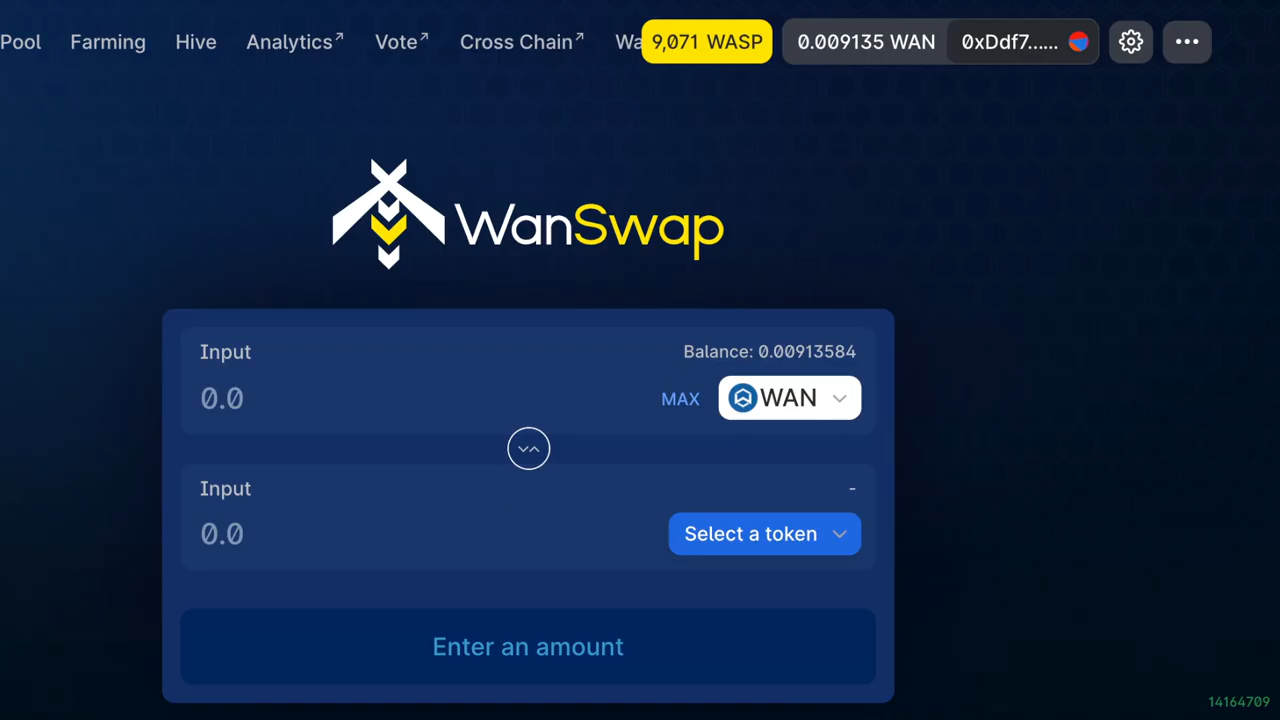 Pool Farming Hive Analytics↗ Vote↗ Cross Chain↗ Wa 9,071 WASP 0.009135 WAN 0xDdf7...... •••
WanSwap
Input Balance: 0.00913584
0.0 MAX WAN
Input -
0.0 Select a token
Enter an amount
14164709